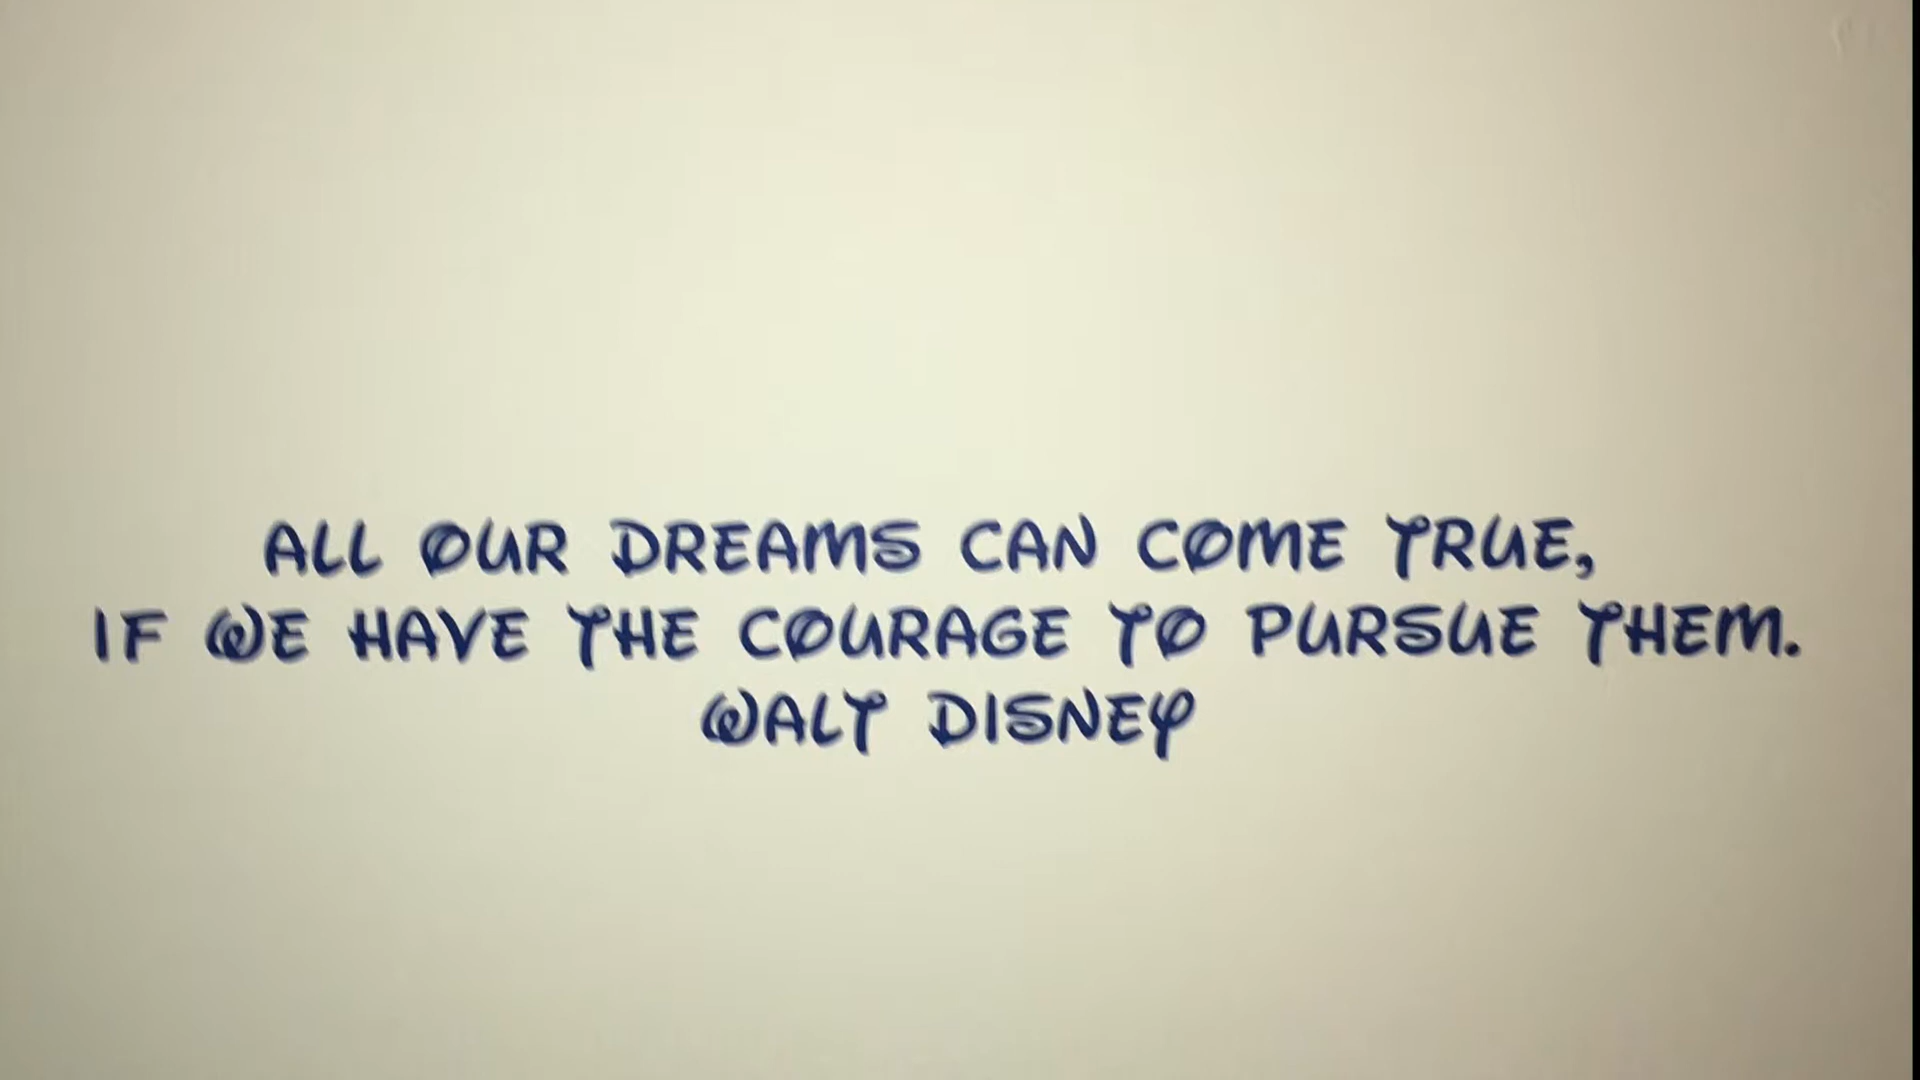 ALL OUR DREAMS CAN COME TRUE,
IF WE HAVE THE COURAGE TO PURSUE THEM.
WALT DISNEY